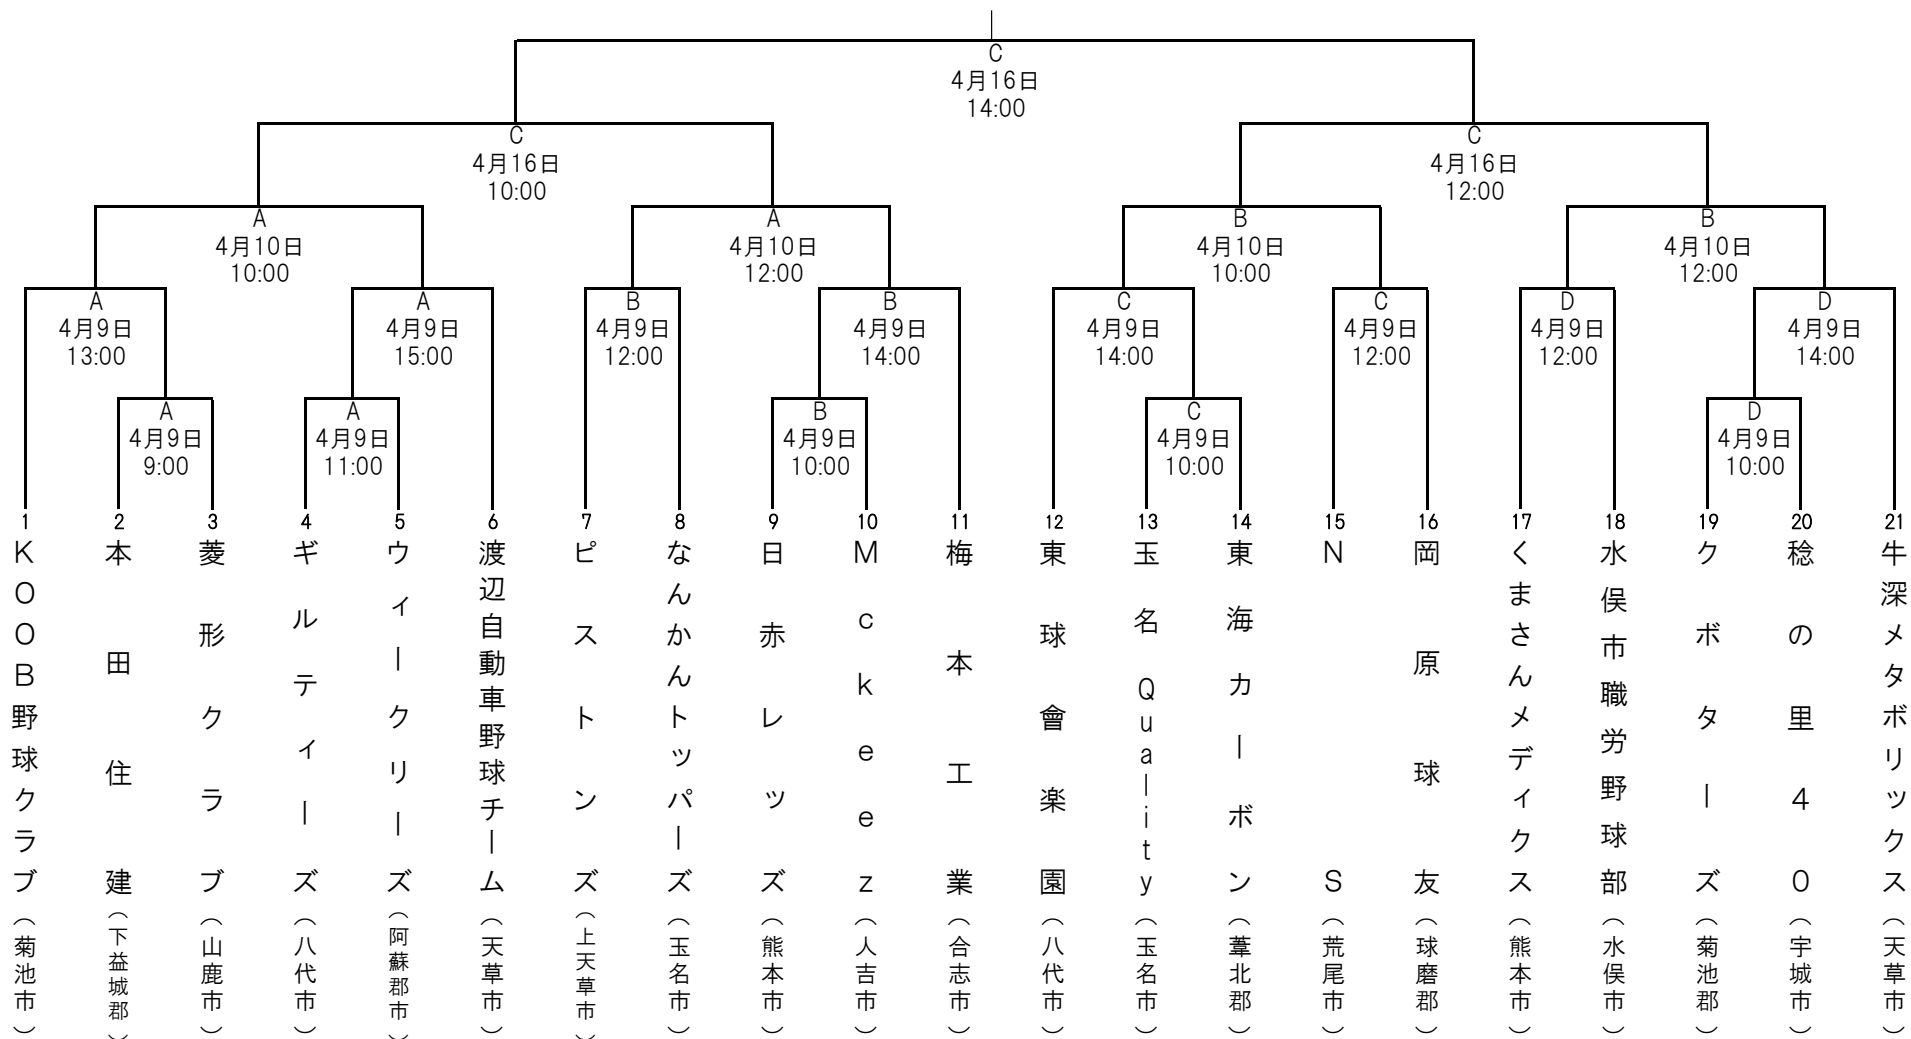 C
4月16日
14:00
C
4月16日
10:00
C
4月16日
12:00
A
4月10日
10:00
A
4月10日
12:00
B
4月10日
10:00
B
4月10日
12:00
A
4月9日
13:00
A
4月9日
15:00
B
4月9日
12:00
B
4月9日
14:00
C
4月9日
14:00
C
4月9日
12:00
D
4月9日
12:00
D
4月9日
14:00
A
4月9日
9:00
A
4月9日
11:00
B
4月9日
10:00
C
4月9日
10:00
D
4月9日
10:00
1
KOOB野球クラブ
(菊池市)
2
本田住建
(下益城郡)
3
菱形クラブ
(山鹿市)
4
ギルティーズ
(八代市)
5
ウィークリーズ
(阿蘇郡市)
6
渡辺自動車野球チーム
(天草市)
7
ピストンズ
(上天草市)
8
なんかんトッパーズ
(玉名市)
9
日赤レッズ
(熊本市)
10
Mckeez
(人吉市)
11
梅本工業
(合志市)
12
東球會楽園
(八代市)
13
玉名Quality
(玉名市)
14
東海カーボン
(葦北郡)
15
NS
(荒尾市)
16
岡原球友
(球磨郡)
17
くまさんメディクス
(熊本市)
18
水俣市職労野球部
(水俣市)
19
クボターズ
(菊池郡)
20
稔の里40
(宇城市)
21
牛深メタボリックス
(天草市)